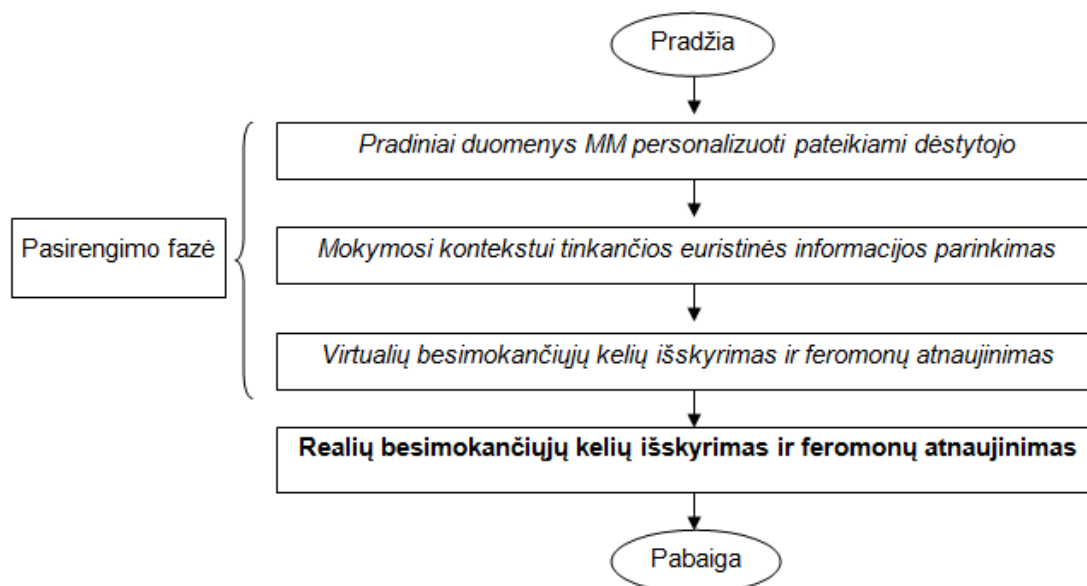 Pradžia
Pradiniai duomenys MM personalizuoti pateikiami dėstytojo
Pasirengimo fazė
Mokymosi kontekstui tinkančios euristinės informacijos parinkimas
Virtualių besimokančiųjų kelių išskyrimas ir feromonų atnaujinimas
Realių besimokančiųjų kelių išskyrimas ir feromonų atnaujinimas
Pabaiga